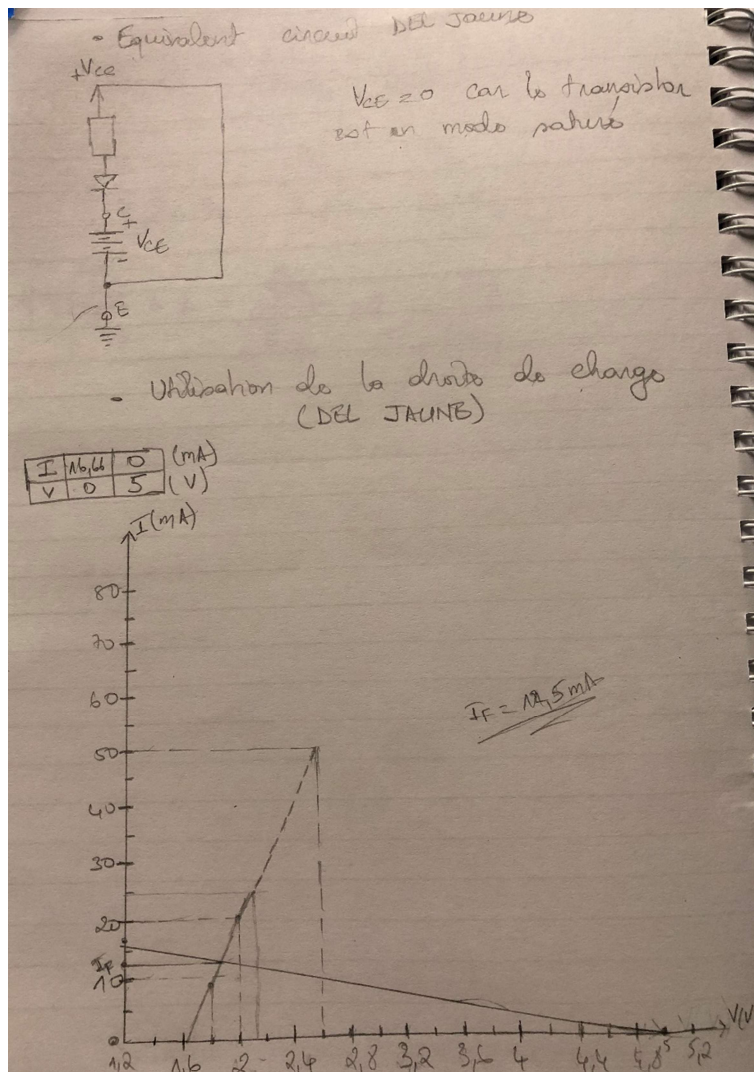 • Equivalent circuit DEL Jaune
+Vcc
VCE = 0 car le transistor
est en mode saturé
C
+
VCE
-
E
- Utilisation de la droite de charge
(DEL JAUNE)
I 16,66 0 (mA)
V 0 5 (V)
I(mA)
80
70
60
IF = 12,5mA
50
40
30
20
IF
10
0
1,2 1,6 2 2,4 2,8 3,2 3,6 4 4,4 4,8 5 5,2
V(V